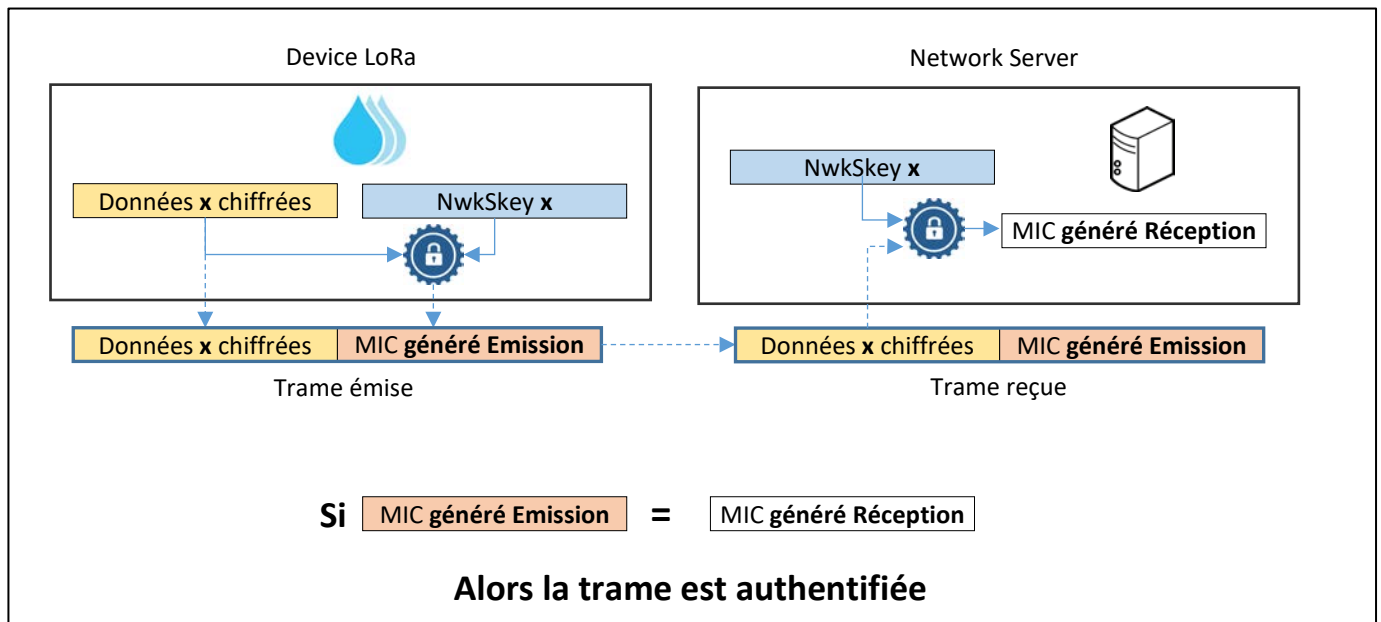 Device LoRa
Network Server
Données x chiffrées
NwkSkey x
NwkSkey x
MIC généré Réception
Données x chiffrées
MIC généré Emission
Données x chiffrées
MIC généré Emission
Trame émise
Trame reçue
Si MIC généré Emission = MIC généré Réception
Alors la trame est authentifiée